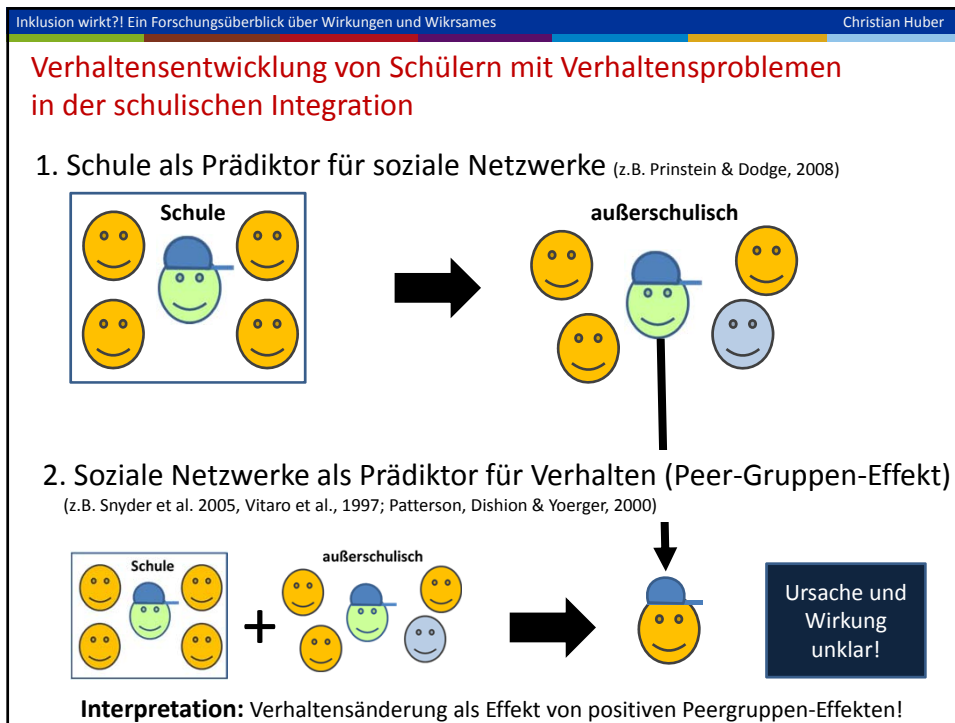 Inklusion wirkt?! Ein Forschungsüberblick über Wirkungen und Wikrsames
Christian Huber
Verhaltensentwicklung von Schülern mit Verhaltensproblemen
in der schulischen Integration
1. Schule als Prädiktor für soziale Netzwerke (z.B. Prinstein & Dodge, 2008)
Schule
außerschulisch
2. Soziale Netzwerke als Prädiktor für Verhalten (Peer-Gruppen-Effekt)
(z.B. Snyder et al. 2005, Vitaro et al., 1997; Patterson, Dishion & Yoerger, 2000)
Schule
+
außerschulisch
Ursache und
Wirkung
unklar!
Interpretation: Verhaltensänderung als Effekt von positiven Peergruppen-Effekten!